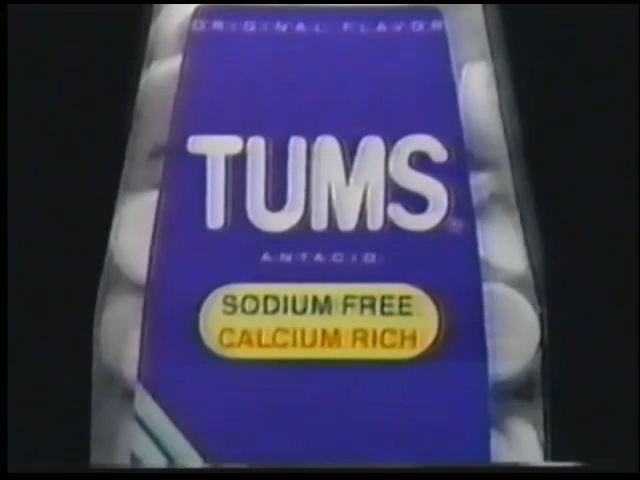 ORIGINAL FLAVOR
TUMS®
ANTACID
SODIUM FREE
CALCIUM RICH